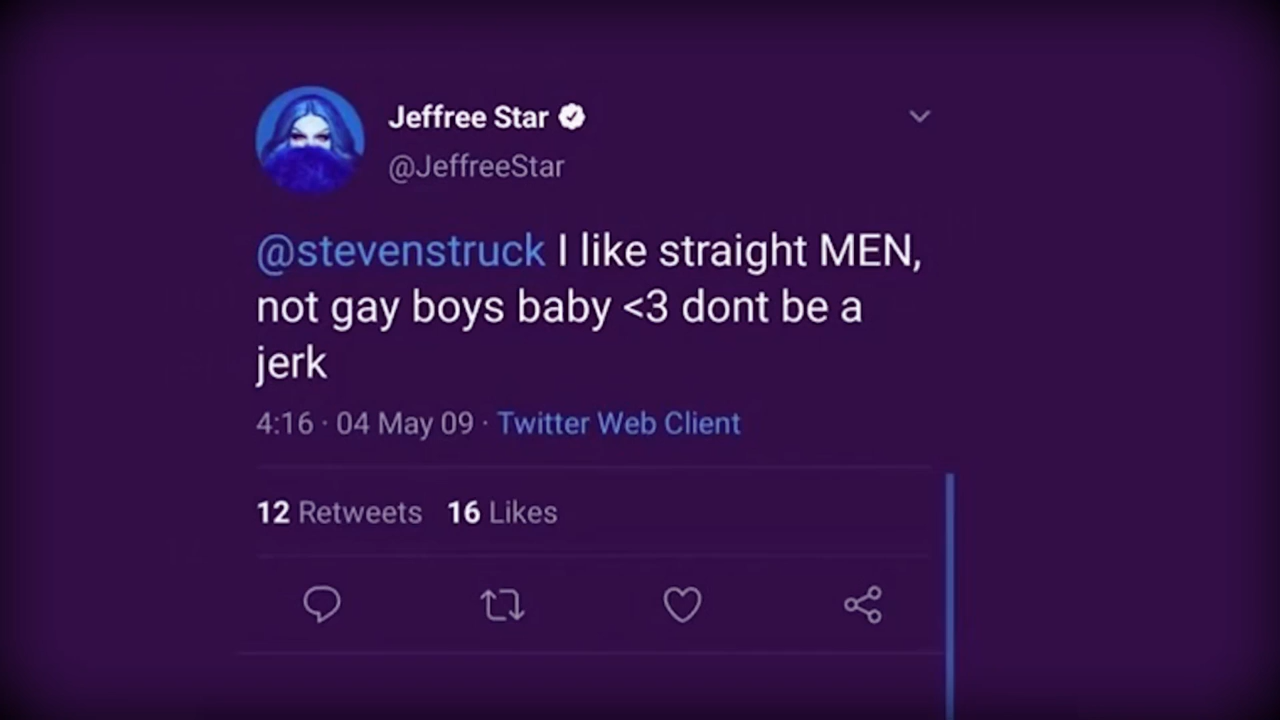 Jeffree Star
@JeffreeStar
@stevenstruck I like straight MEN,
not gay boys baby <3 dont be a
jerk
4:16 · 04 May 09 · Twitter Web Client
12 Retweets 16 Likes